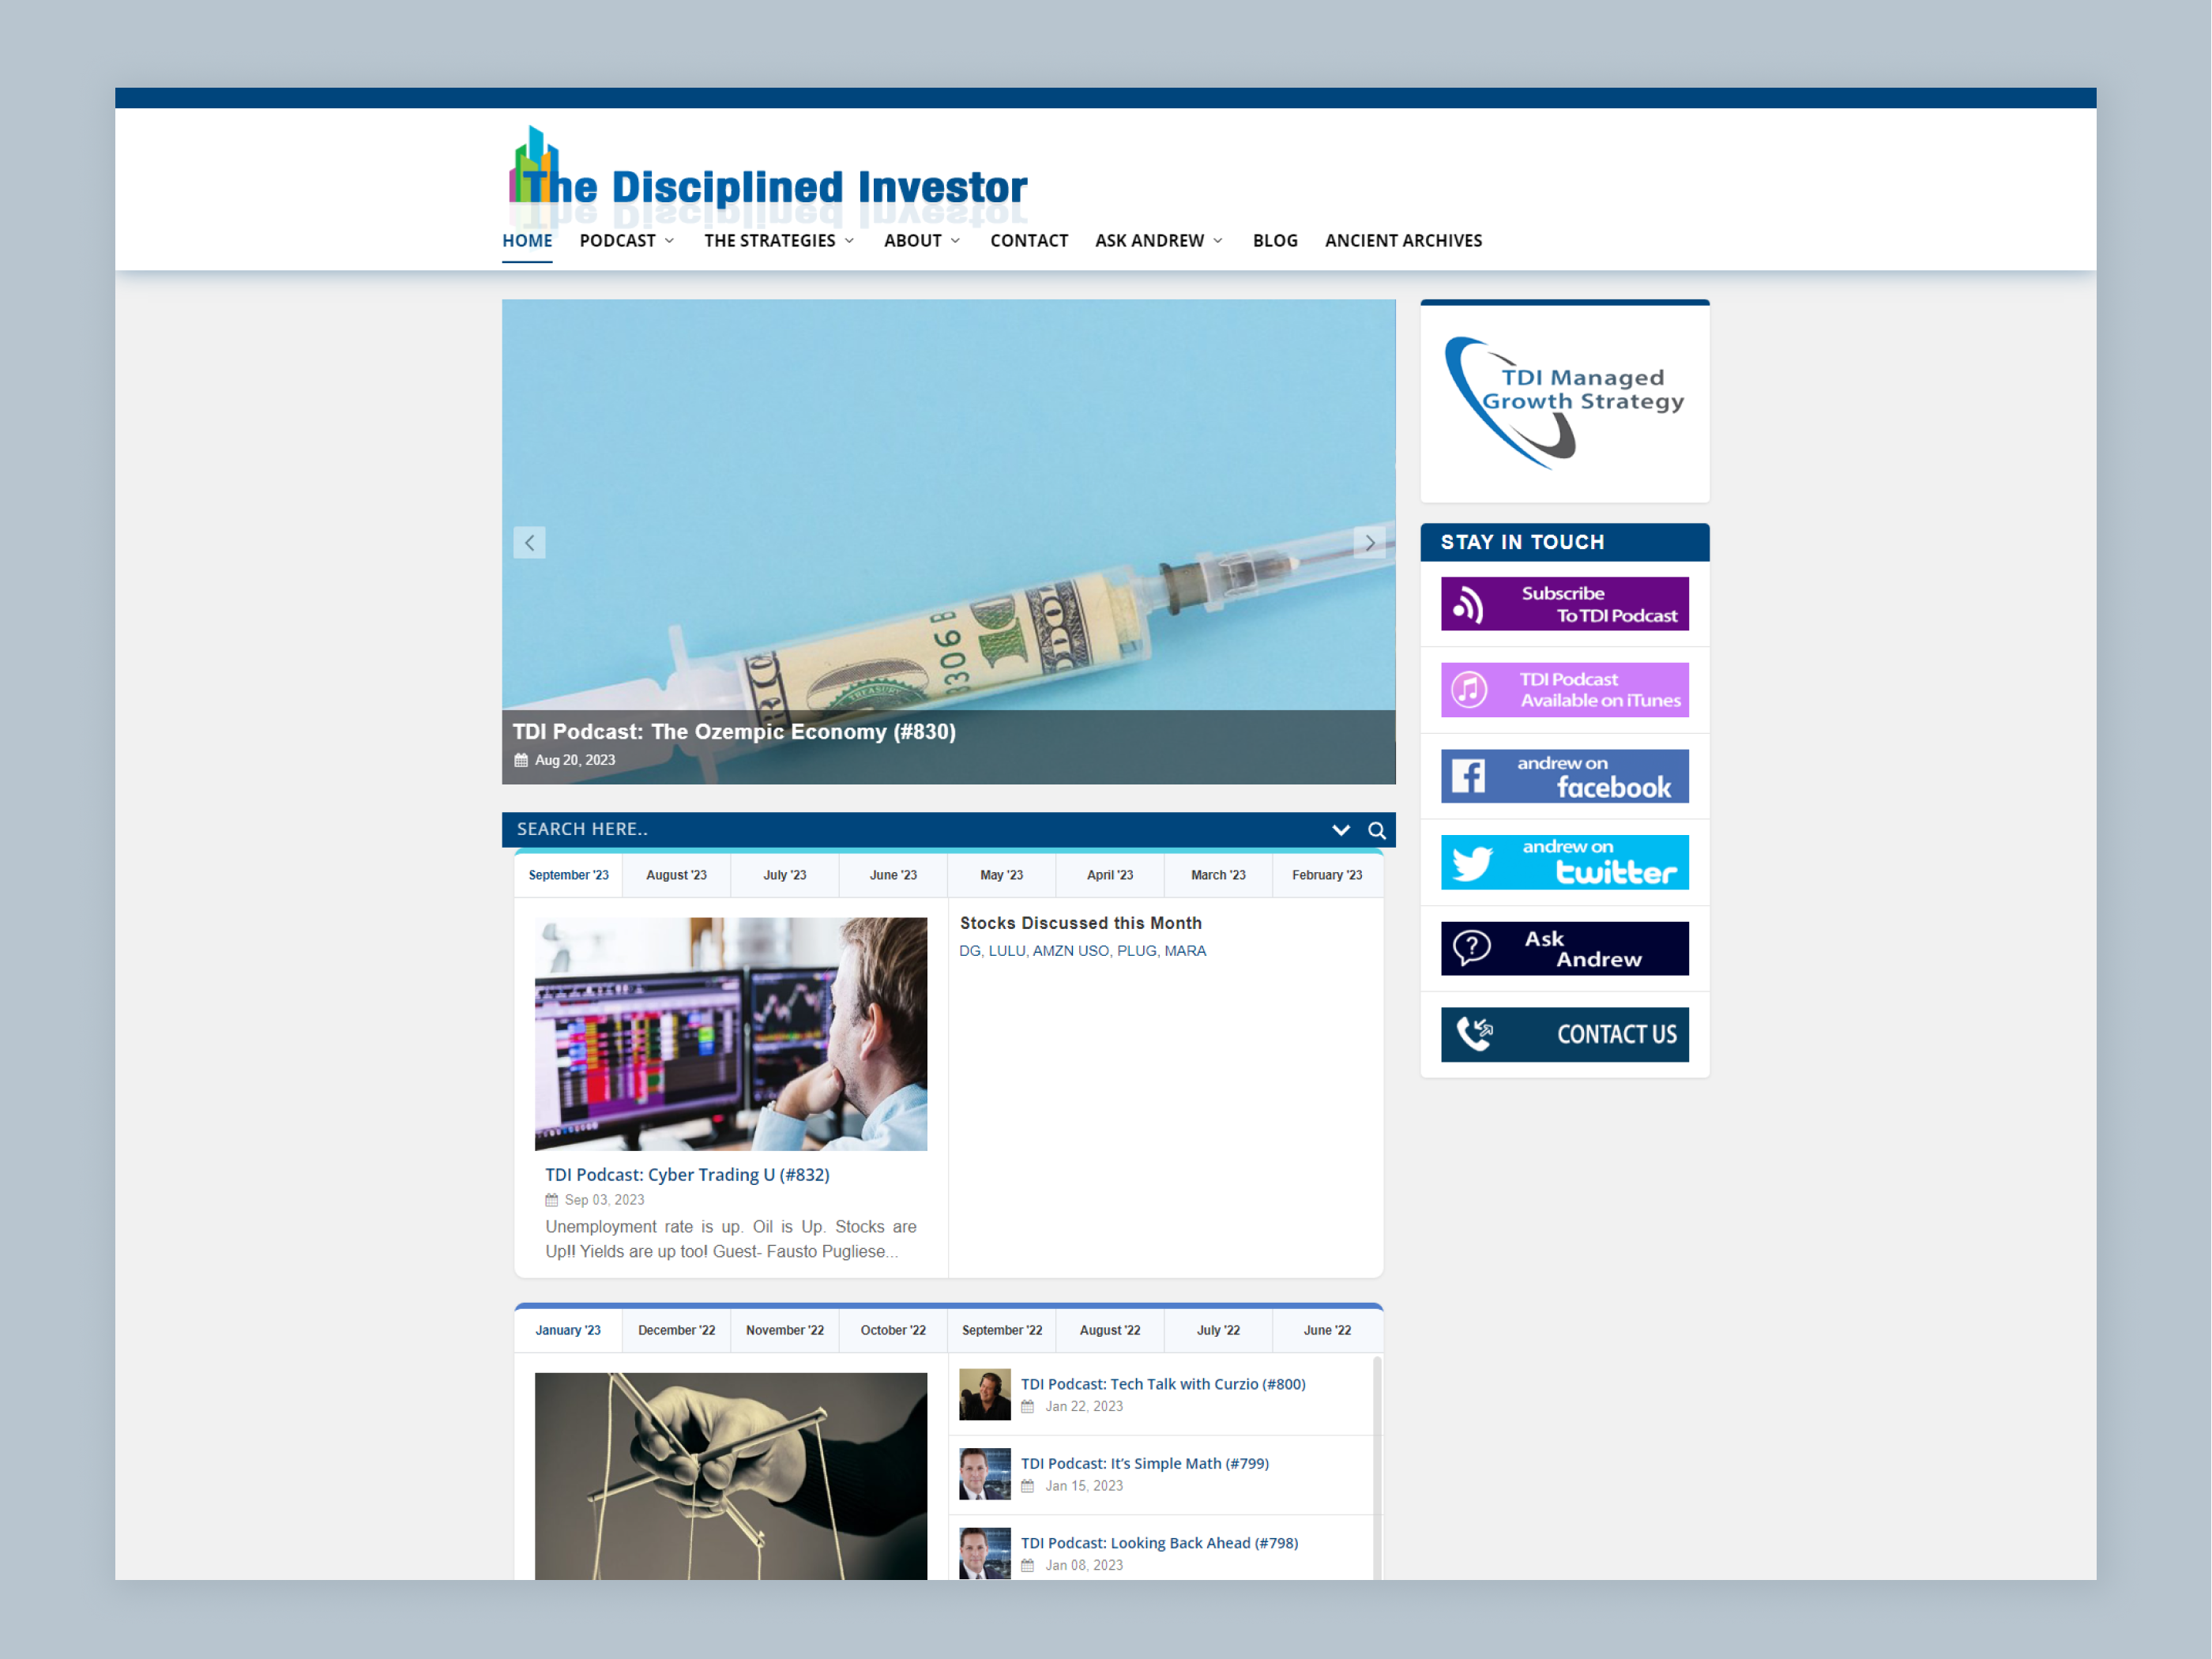 The Disciplined Investor
HOME PODCAST THE STRATEGIES ABOUT CONTACT ASK ANDREW BLOG ANCIENT ARCHIVES
TDI Managed
Growth Strategy
TDI Podcast: The Ozempic Economy (#830)
Aug 20, 2023
STAY IN TOUCH
Subscribe
To TDI Podcast
TDI Podcast
Available on iTunes
andrew on
facebook
andrew on
twitter
Ask
Andrew
CONTACT US
SEARCH HERE..
September '23 August '23 July '23 June '23 May '23 April '23 March '23 February '23
TDI Podcast: Cyber Trading U (#832)
Sep 03, 2023
Unemployment rate is up. Oil is Up. Stocks are
Up!! Yields are up too! Guest- Fausto Pugliese...
Stocks Discussed this Month
DG, LULU, AMZN USO, PLUG, MARA
January '23 December '22 November '22 October '22 September '22 August '22 July '22 June '22
TDI Podcast: Tech Talk with Curzio (#800)
Jan 22, 2023
TDI Podcast: It's Simple Math (#799)
Jan 15, 2023
TDI Podcast: Looking Back Ahead (#798)
Jan 08, 2023